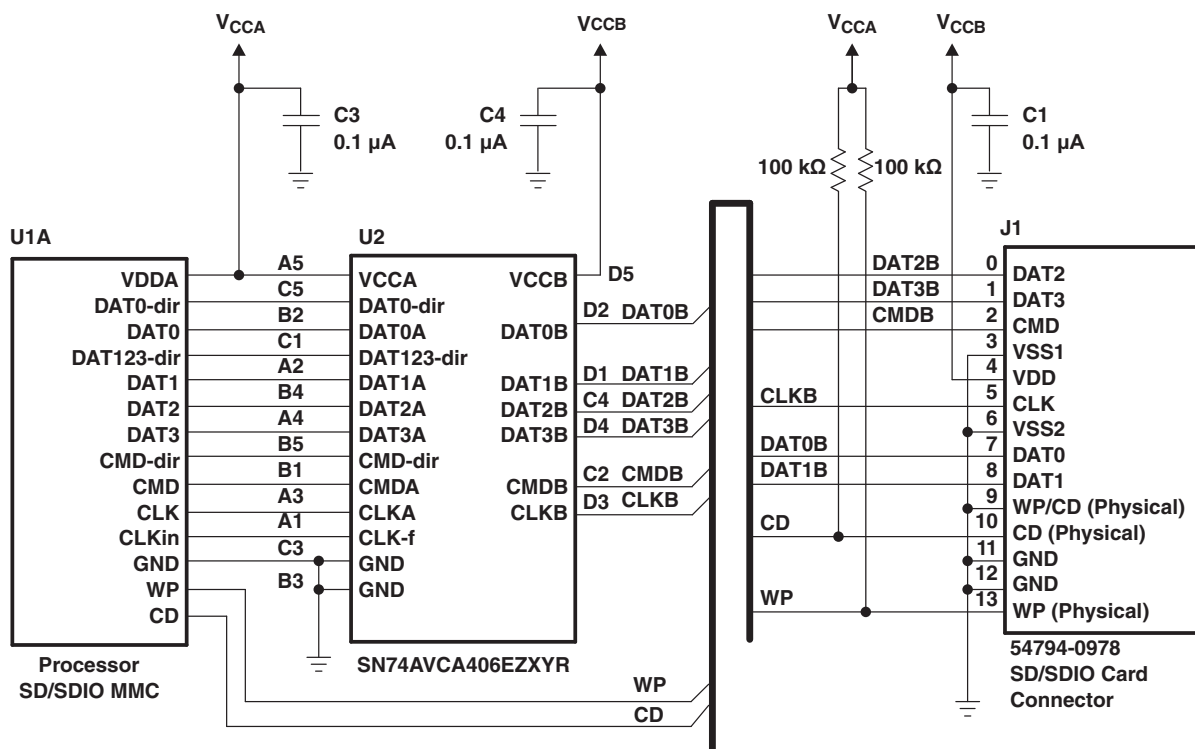 VCCA
VCCB
VCCA
VCCB
C3
0.1 µA
C4
0.1 µA
C1
0.1 µA
100 kΩ
100 kΩ
U1A
U2
J1
VDDA
A5
VCCA
VCCB
D5
DAT0-dir
C5
DAT0-dir
DAT0
B2
DAT0A
DAT0B
D2
DAT0B
DAT123-dir
C1
DAT123-dir
DAT1
A2
DAT1A
DAT1B
D1
DAT1B
DAT2
B4
DAT2A
DAT2B
C4
DAT2B
DAT3
A4
DAT3A
DAT3B
D4
DAT3B
CMD-dir
B5
CMD-dir
CMD
B1
CMDA
CMDB
C2
CMDB
CLK
A3
CLKA
CLKB
D3
CLKB
CLKin
A1
CLK-f
GND
C3
GND
WP
B3
GND
CD
Processor
SD/SDIO MMC
SN74AVCA406EZXYR
WP
CD
DAT2B
0
DAT2
DAT3B
1
DAT3
CMDB
2
CMD
3
VSS1
4
VDD
CLKB
5
CLK
6
VSS2
DAT0B
7
DAT0
DAT1B
8
DAT1
9
WP/CD (Physical)
CD
10
CD (Physical)
11
GND
12
GND
WP
13
WP (Physical)
54794-0978
SD/SDIO Card
Connector